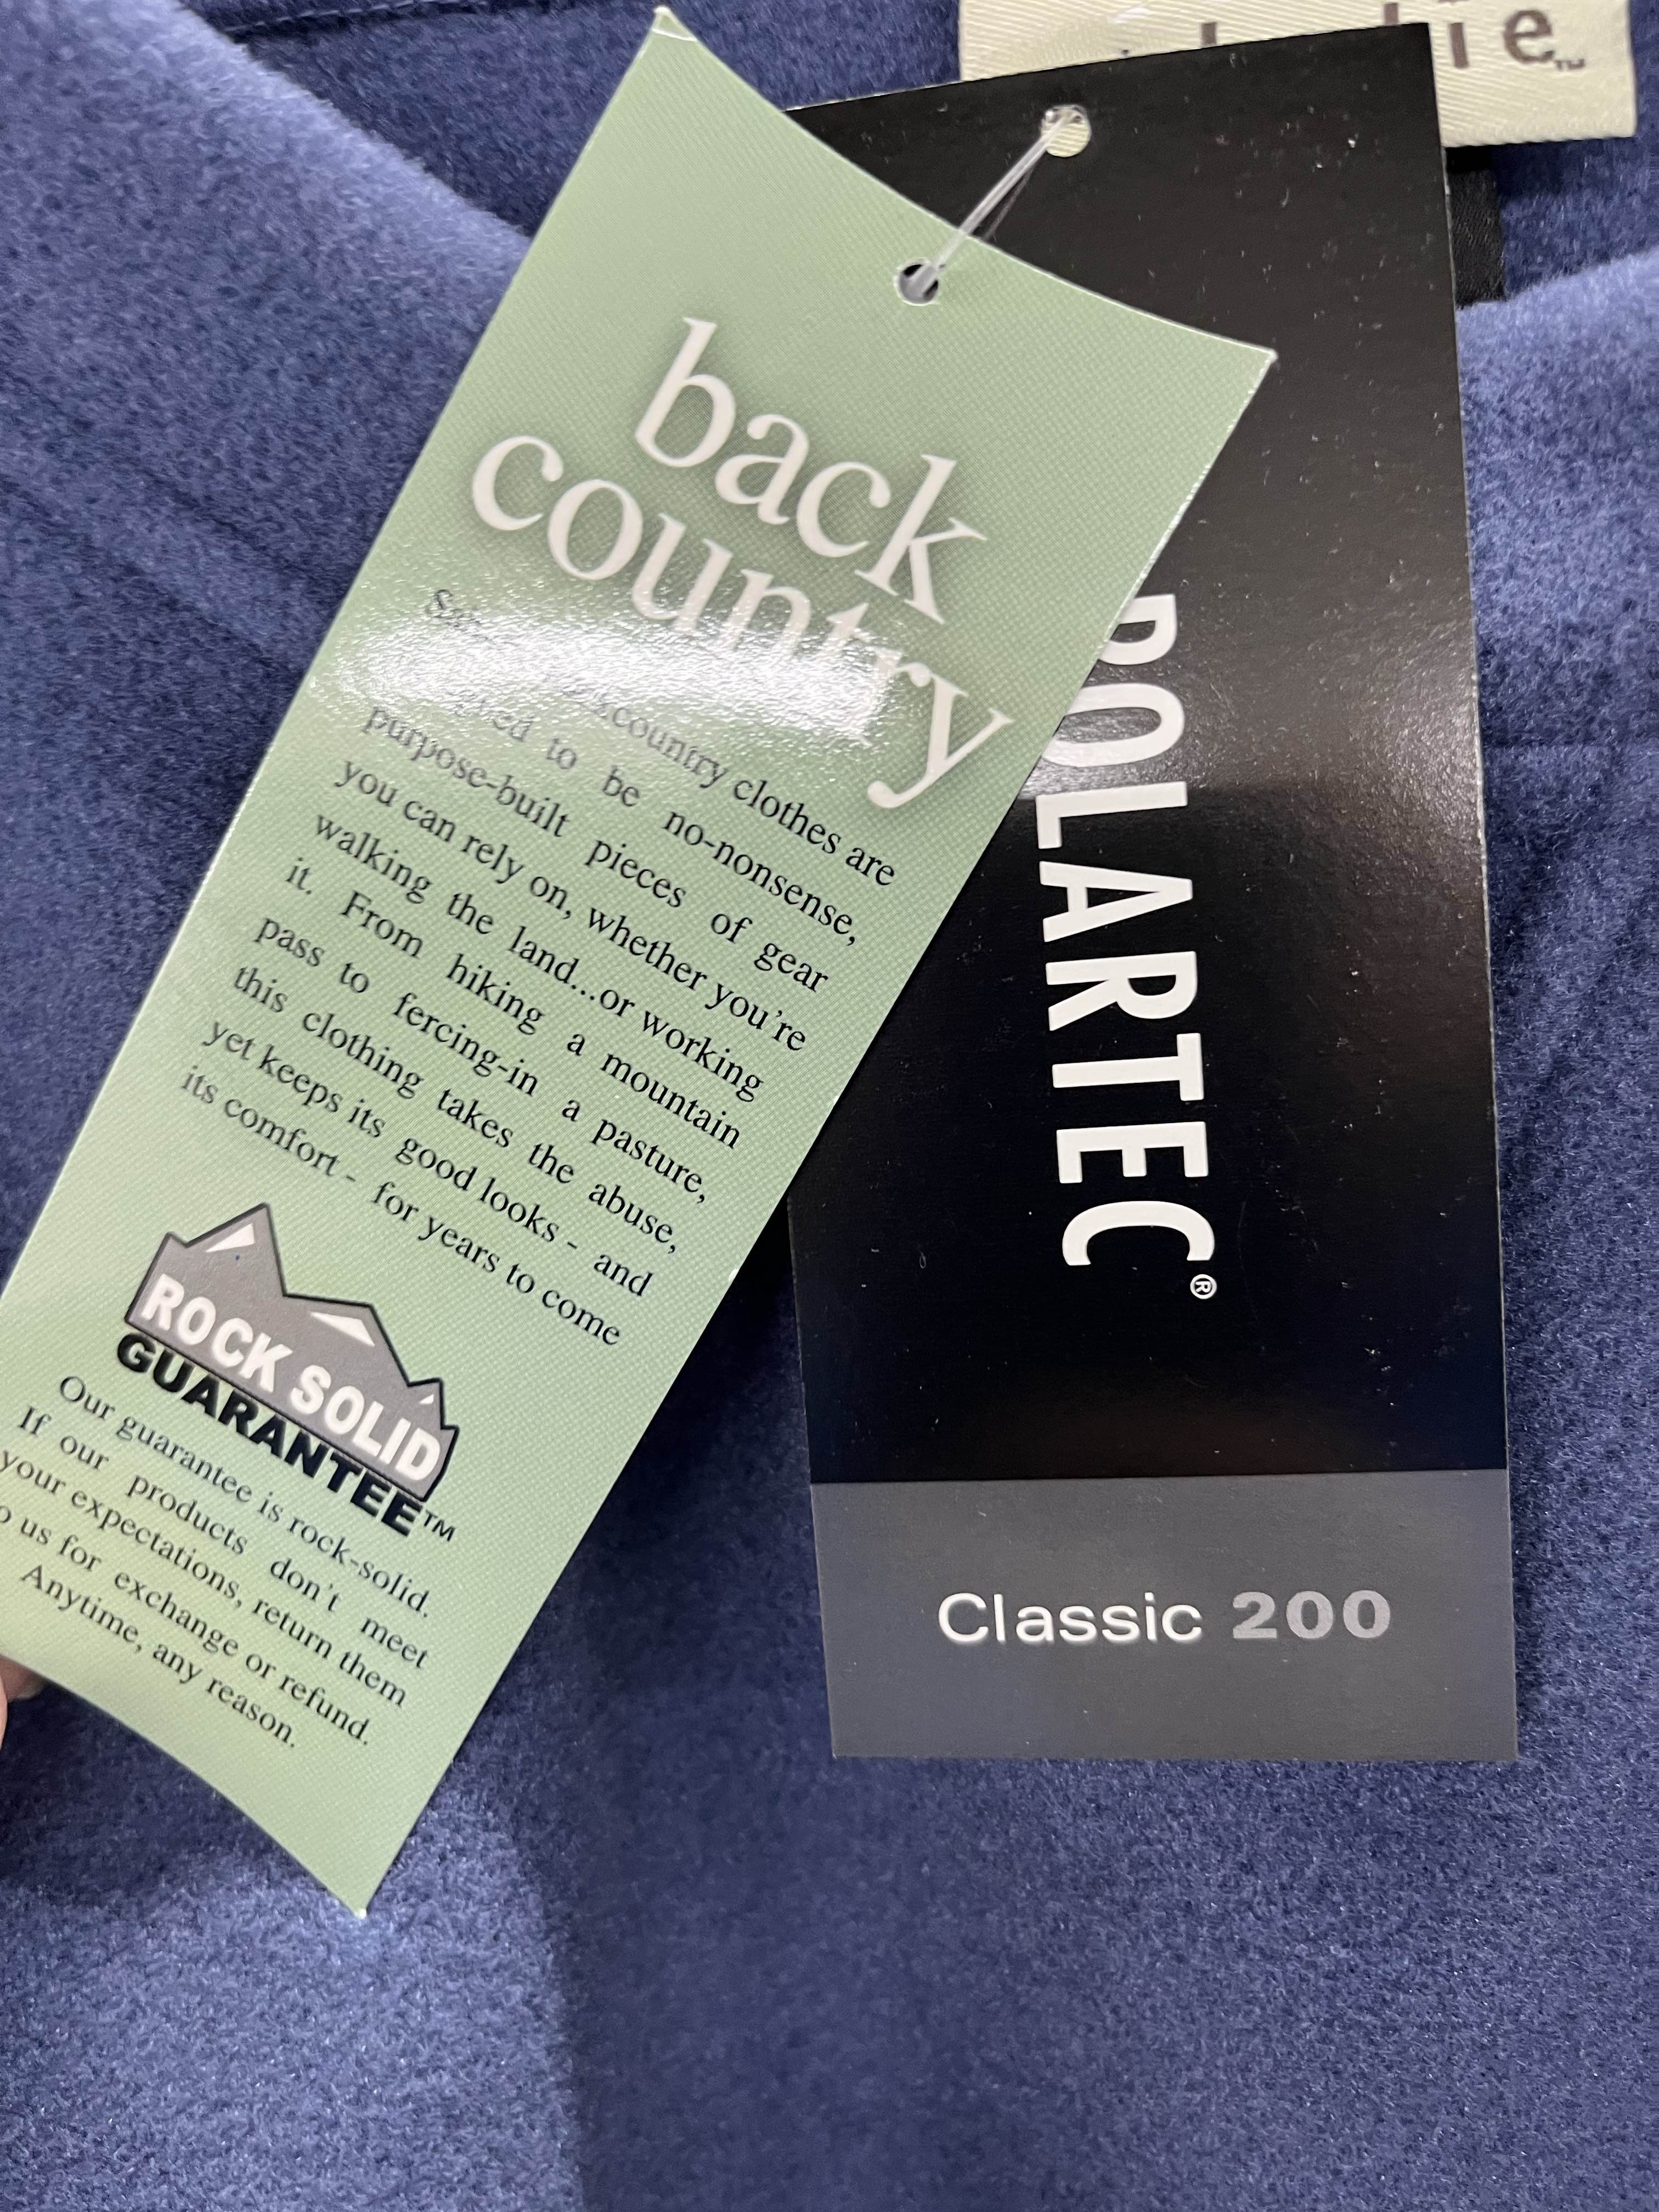 back
country
country clothes are
to be no-nonsense,
purpose-built pieces of gear
you can rely on, whether you're
walking the land...or working
it. From hiking a mountain
pass to fercing-in a pasture,
this clothing takes the abuse,
yet keeps its good looks - and
its comfort - for years to come
ROCK SOLID
GUARANTEE™
Our guarantee is rock-solid.
If our products don't meet
your expectations, return them
us for exchange or refund.
Anytime, any reason.
POLARTEC®
Classic 200